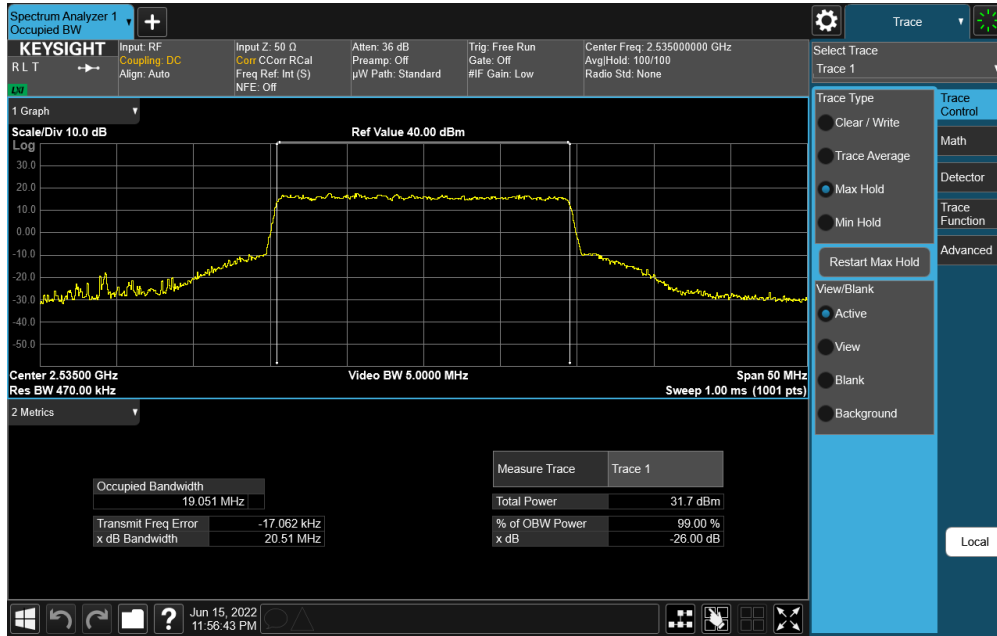 Spectrum Analyzer 1
Occupied BW
Trace
KEYSIGHT
R L T
LXI
Input: RF
Coupling: DC
Align: Auto
Input Z: 50 Ω
Corr CCorr RCal
Freq Ref: Int (S)
NFE: Off
Atten: 36 dB
Preamp: Off
µW Path: Standard
Trig: Free Run
Gate: Off
#IF Gain: Low
Center Freq: 2.535000000 GHz
Avg|Hold: 100/100
Radio Std: None
Select Trace
Trace 1
1 Graph
Scale/Div 10.0 dB
Ref Value 40.00 dBm
Log
30.0
20.0
10.0
0.00
-10.0
-20.0
-30.0
-40.0
-50.0
Center 2.53500 GHz
Video BW 5.0000 MHz
Span 50 MHz
Res BW 470.00 kHz
Sweep 1.00 ms (1001 pts)
2 Metrics
Occupied Bandwidth
19.051 MHz
Transmit Freq Error -17.062 kHz
x dB Bandwidth 20.51 MHz
Measure Trace Trace 1
Total Power 31.7 dBm
% of OBW Power 99.00 %
x dB -26.00 dB
Trace Type
Clear / Write
Trace Average
Max Hold
Min Hold
Restart Max Hold
View/Blank
Active
View
Blank
Background
Trace
Control
Math
Detector
Trace
Function
Advanced
Local
?
Jun 15, 2022
11:56:43 PM